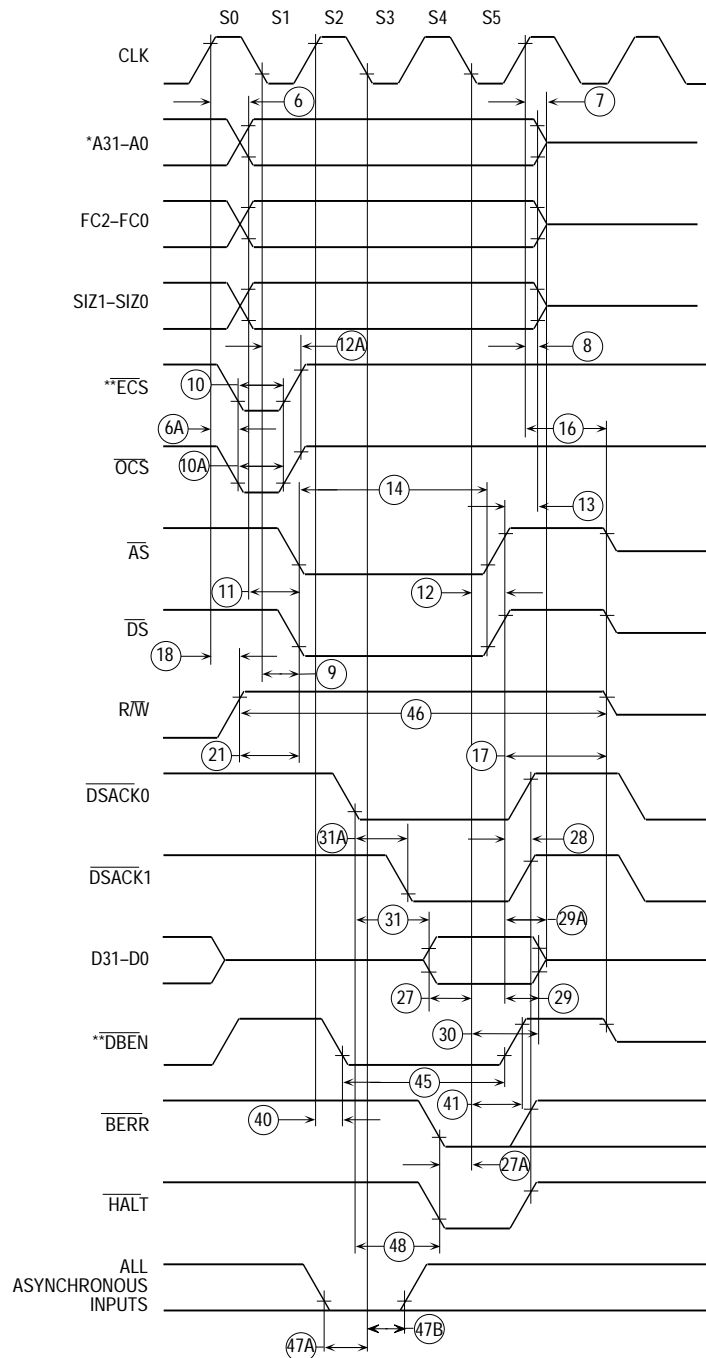 S0 S1 S2 S3 S4 S5
CLK
6 7
*A31–A0
FC2–FC0
SIZ1–SIZ0
12A 8
**ECS
10
6A 16
OCS
10A
14
13
AS
11 12
DS
18
9
R/W
46
21 17
DSACK0
31A 28
DSACK1
31 29A
D31–D0
27 29
30
**DBEN
45
41
40
BERR
27A
HALT
48
ALL
ASYNCHRONOUS
INPUTS
47A 47B